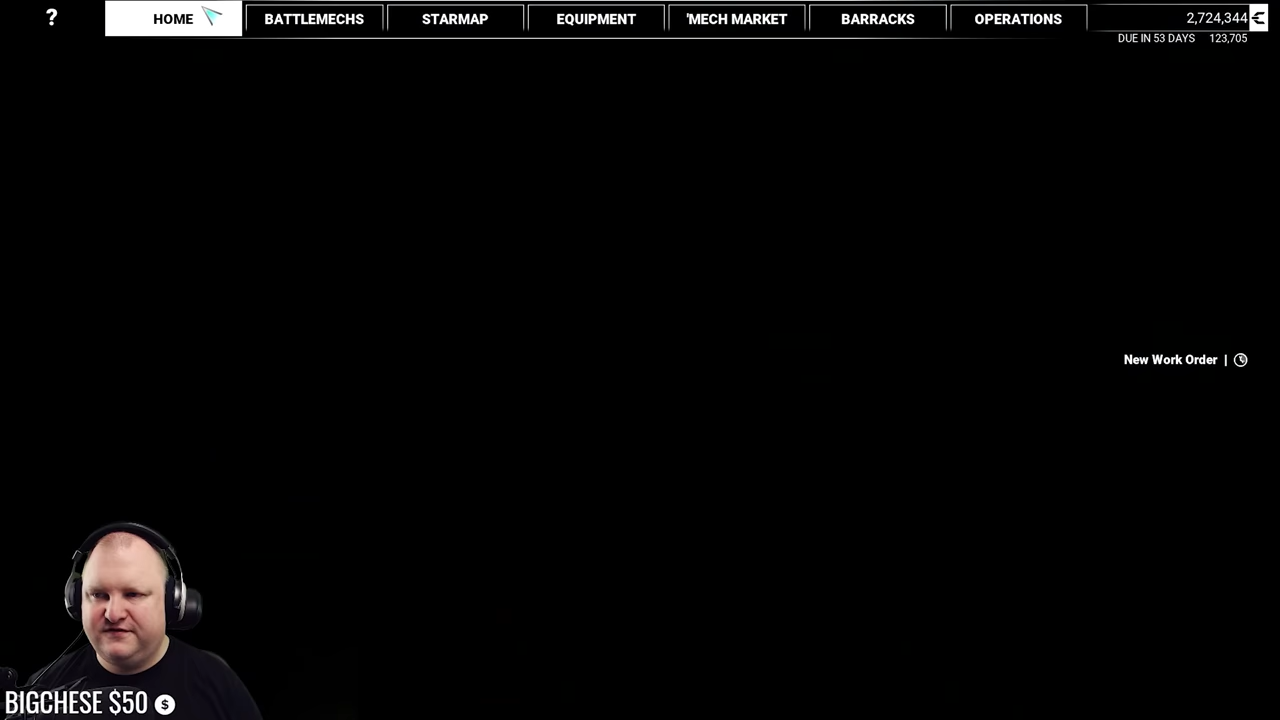 ?
HOME
BATTLEMECHS
STARMAP
EQUIPMENT
'MECH MARKET
BARRACKS
OPERATIONS
2,724,344
DUE IN 53 DAYS 123,705
New Work Order |
BIGCHESE $50 $